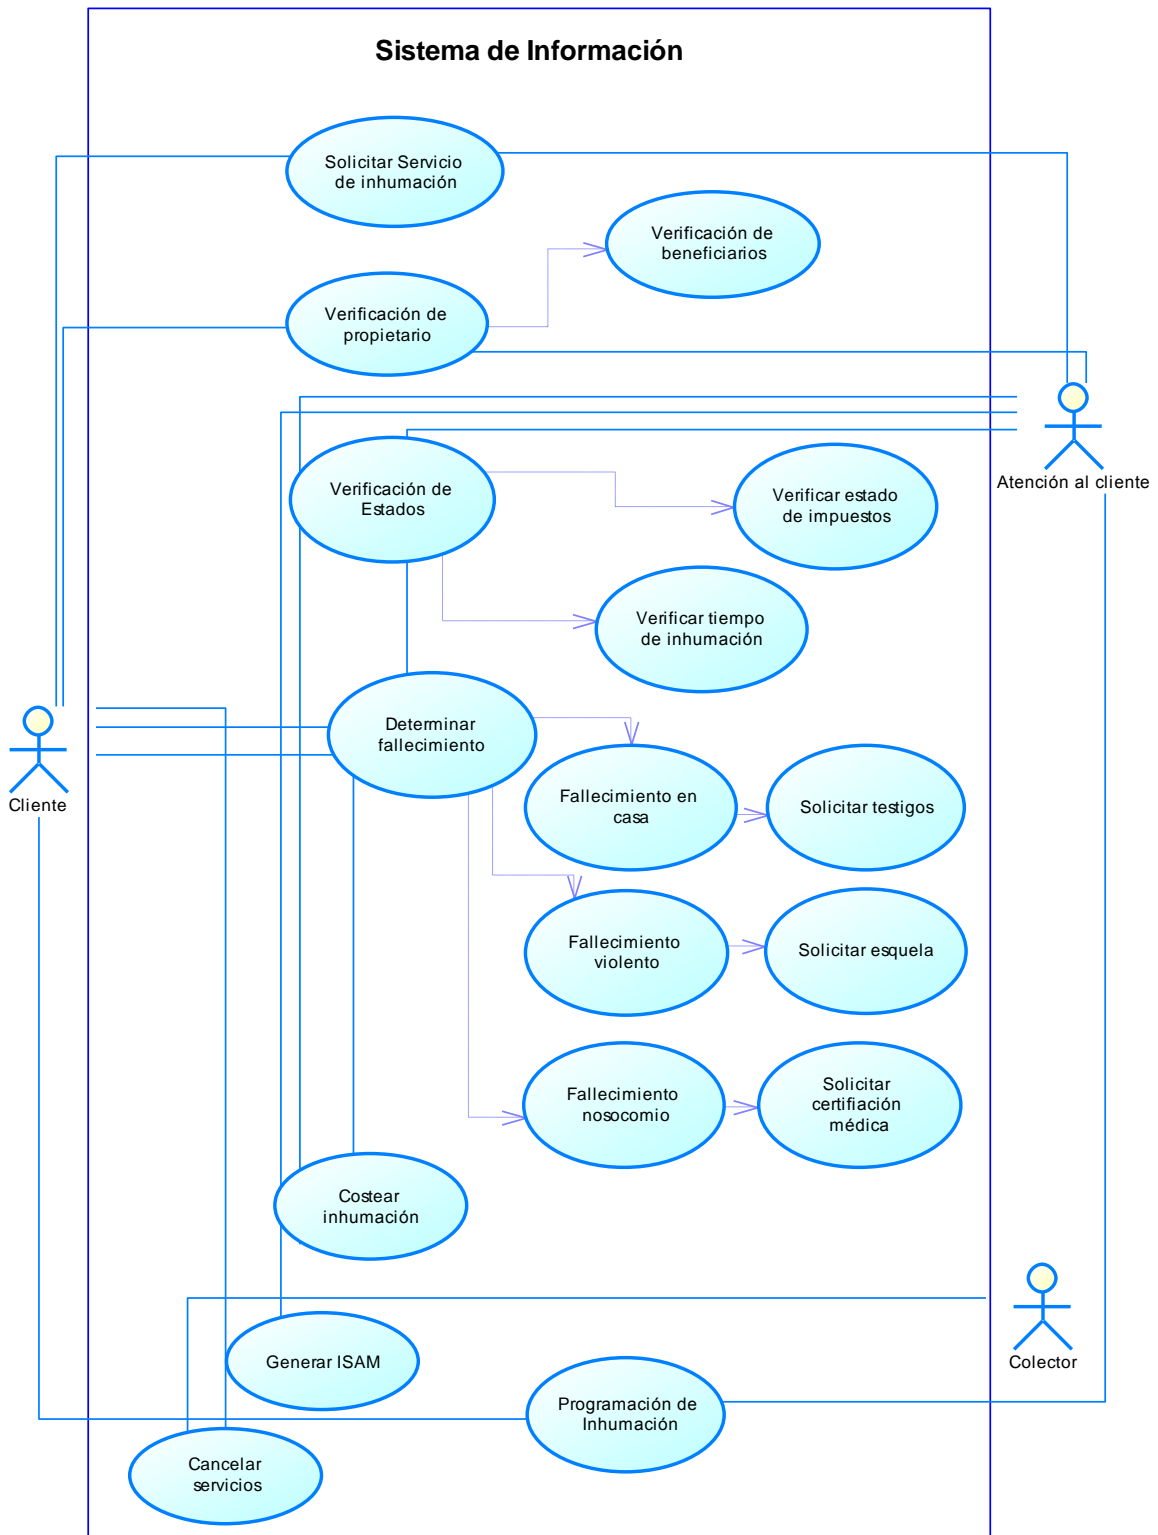 Sistema de Información
Solicitar Servicio
de inhumación
Verificación de
beneficiarios
Verificación de
propietario
Atención al cliente
Verificación de
Estados
Verificar estado
de impuestos
Verificar tiempo
de inhumación
Determinar
fallecimiento
Cliente
Fallecimiento en
casa
Solicitar testigos
Fallecimiento
violento
Solicitar esquela
Fallecimiento
nosocomio
Solicitar
certifiación
médica
Costear
inhumación
Colector
Generar ISAM
Programación de
Inhumación
Cancelar
servicios